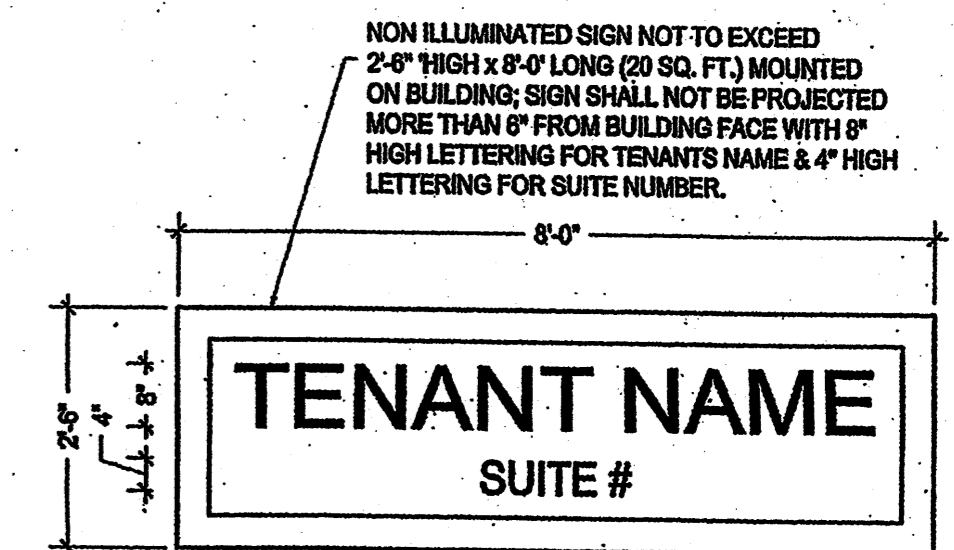 NON ILLUMINATED SIGN NOT TO EXCEED
2'-6" HIGH x 8'-0' LONG (20 SQ. FT.) MOUNTED
ON BUILDING; SIGN SHALL NOT BE PROJECTED
MORE THAN 6" FROM BUILDING FACE WITH 8"
HIGH LETTERING FOR TENANTS NAME & 4" HIGH
LETTERING FOR SUITE NUMBER.
8'-0"
2'-6"
4"
8"
TENANT NAME
SUITE #